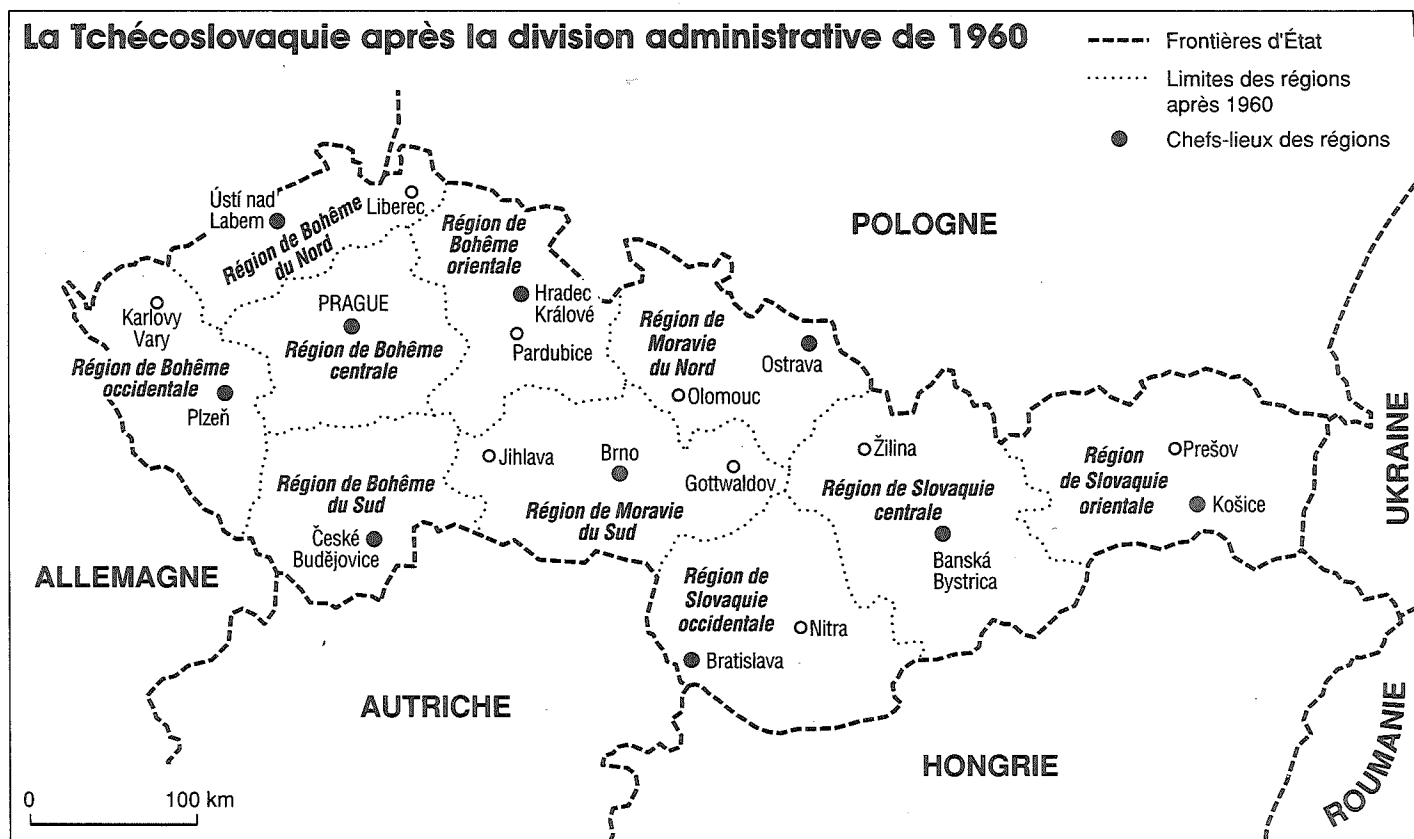 La Tchécoslovaquie après la division administrative de 1960
Frontières d'État
Limites des régions
après 1960
Chefs-lieux des régions
POLOGNE
UKRAINE
ROUMANIE
HONGRIE
AUTRICHE
ALLEMAGNE
Ústí nad
Labem
Liberec
Région de Bohême
du Nord
Région de
Bohême
orientale
Hradec
Králové
Pardubice
Karlovy
Vary
Région de Bohême
occidentale
Plzeň
PRAGUE
Région de Bohême
centrale
Région de
Moravie
du Nord
Ostrava
Olomouc
Région de Bohême
du Sud
České
Budějovice
Jihlava
Brno
Gottwaldov
Région de Moravie
du Sud
Žilina
Région de Slovaquie
centrale
Banská
Bystrica
Région
de Slovaquie
orientale
Prešov
Košice
Région de
Slovaquie
occidentale
Nitra
Bratislava
0 100 km